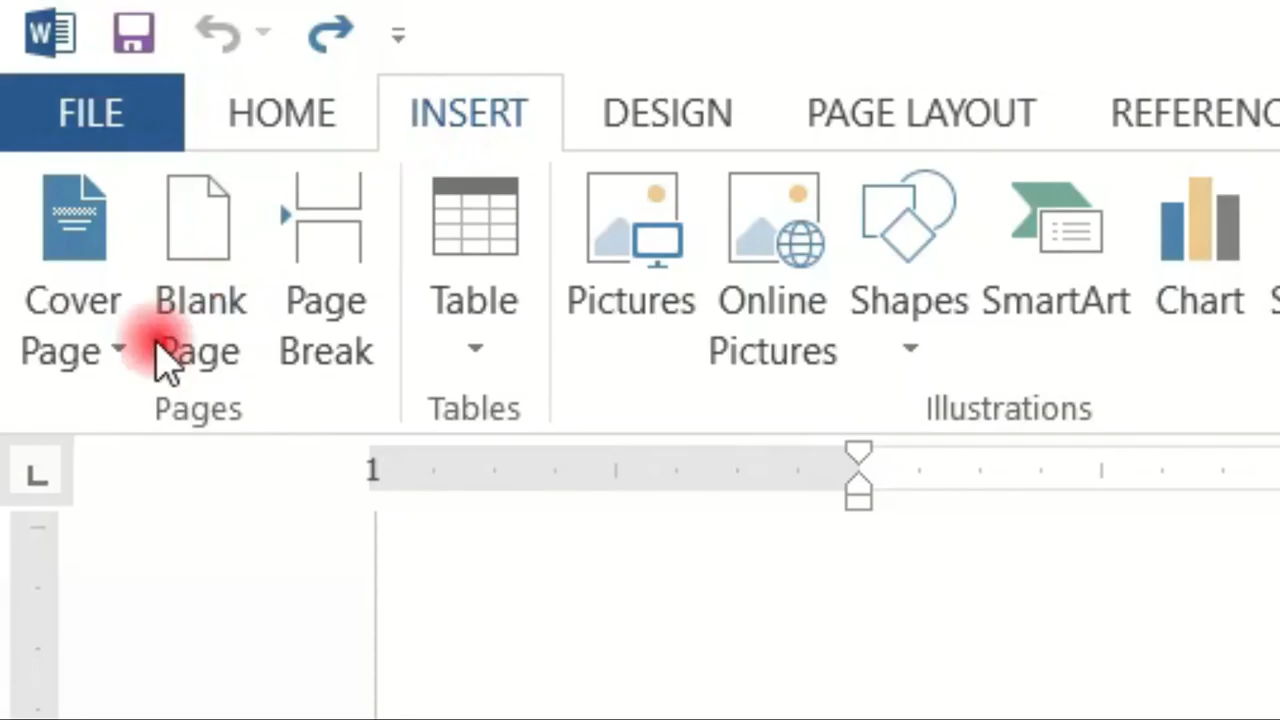 W
FILE HOME INSERT DESIGN PAGE LAYOUT
Cover Blank Page Table Pictures Online Shapes SmartArt Chart
Page Page Break Pictures
Pages Tables Illustrations
L
1